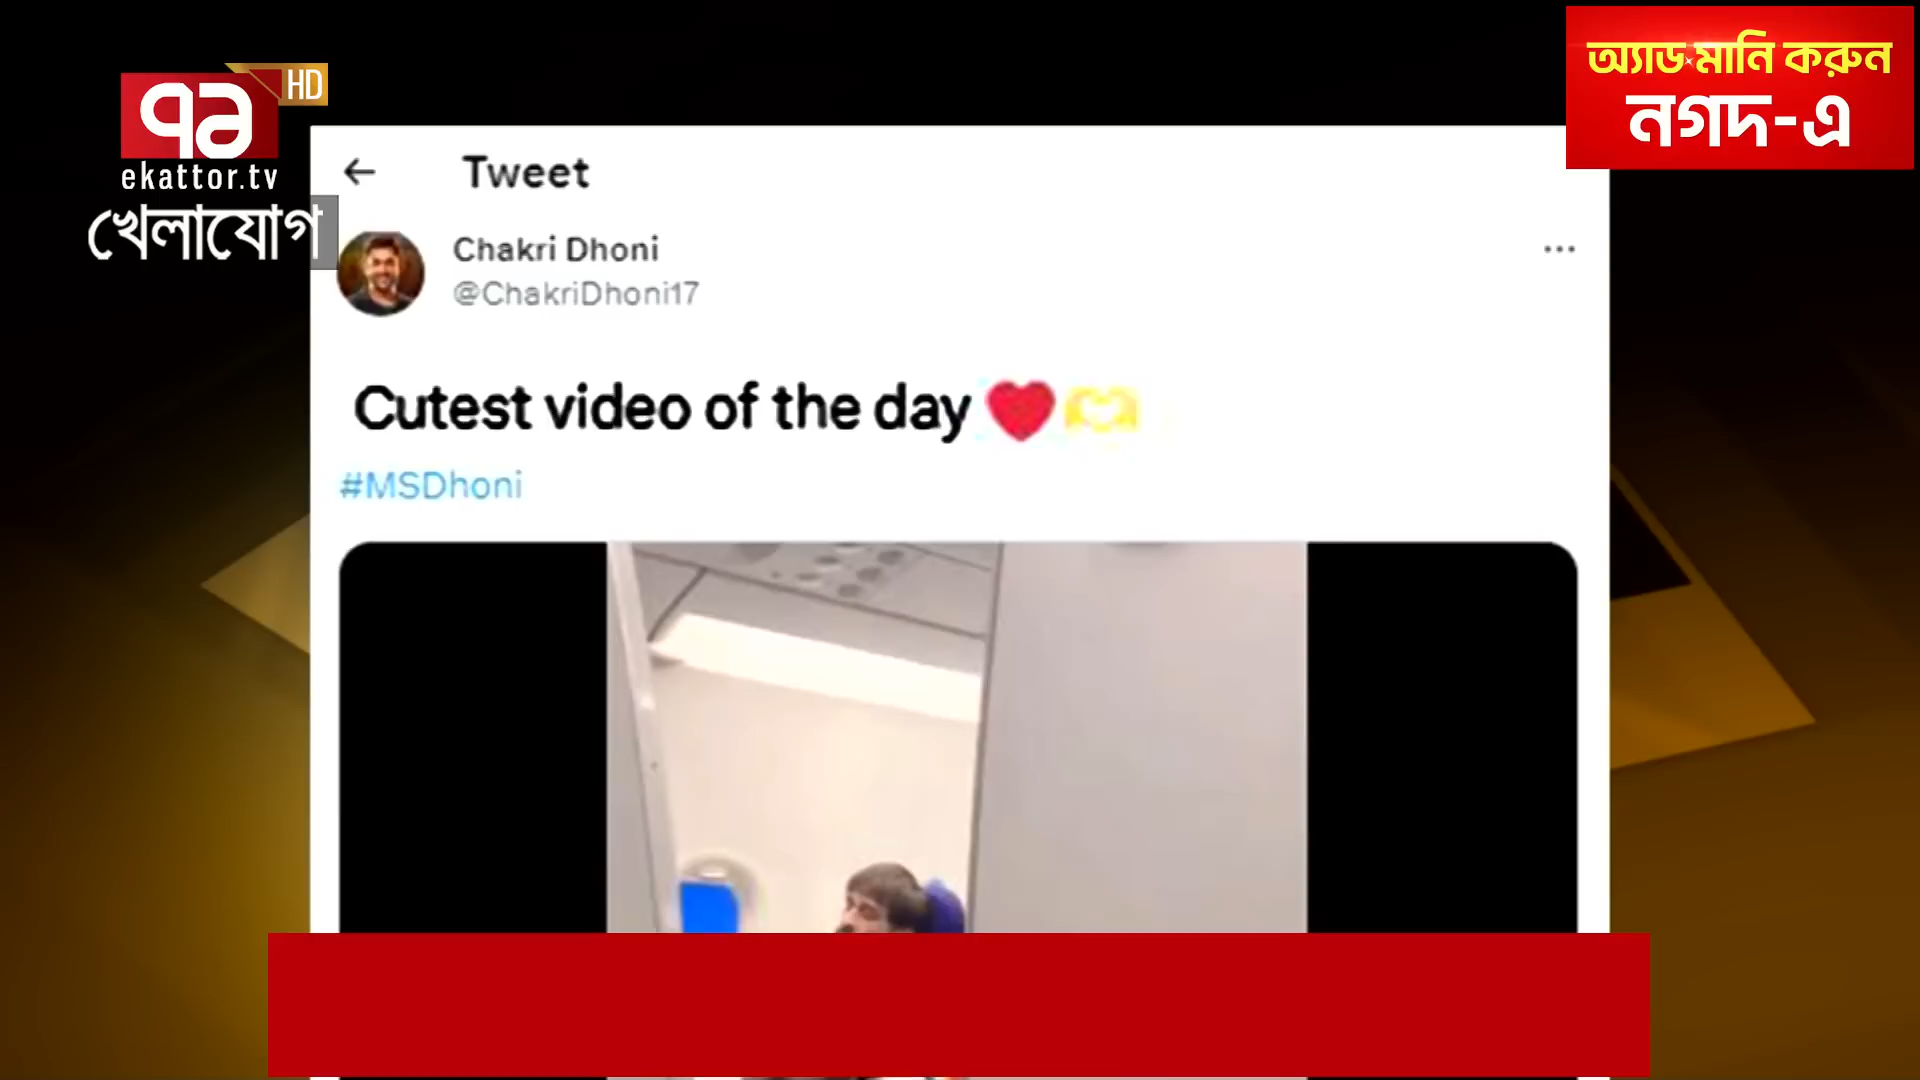 অ্যাড মানি করুন
নগদ-এ
HD
৭১
ekattor.tv
খেলাযোগ
Tweet
Chakri Dhoni
@ChakriDhoni17
Cutest video of the day ❤️🫶
#MSDhoni